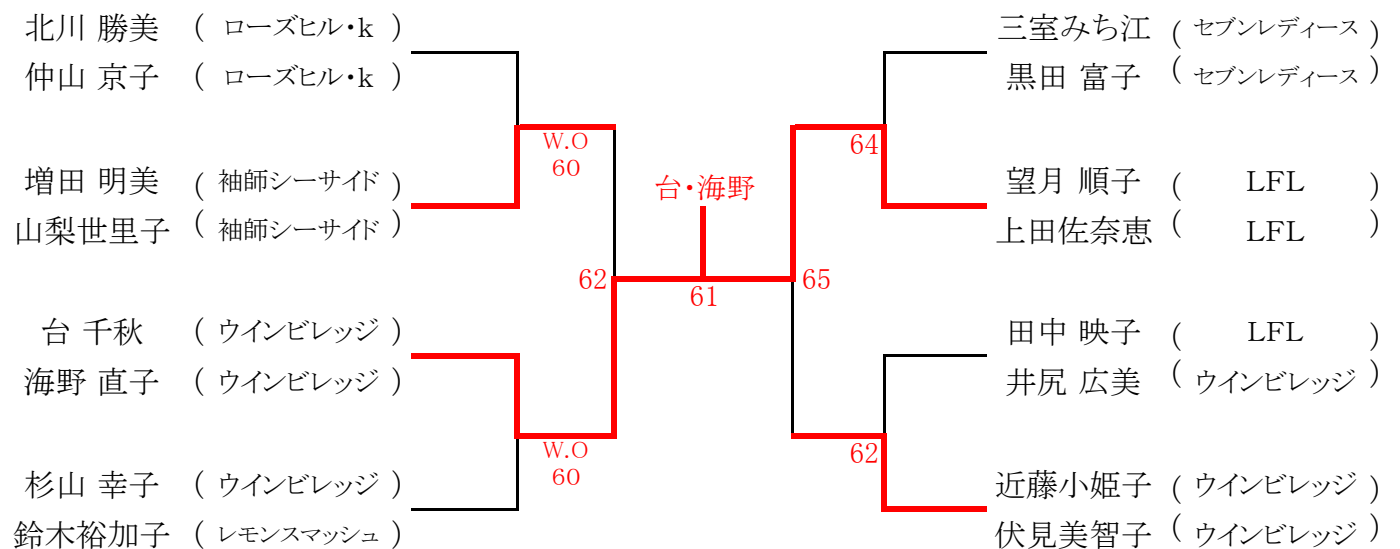 北川 勝美 ( ローズヒル・k )
仲山 京子 ( ローズヒル・k )
W.O
60
増田 明美 ( 袖師シーサイド )
山梨世里子 ( 袖師シーサイド )
62
台 千秋 ( ウインビレッジ )
海野 直子 ( ウインビレッジ )
W.O
60
杉山 幸子 ( ウインビレッジ )
鈴木裕加子 ( レモンスマッシュ )
台・海野
61
三室みち江 ( セブンレディース )
黒田 富子 ( セブンレディース )
64
望月 順子 ( LFL )
上田佐奈恵 ( LFL )
65
田中 映子 ( LFL )
井尻 広美 ( ウインビレッジ )
62
近藤小姫子 ( ウインビレッジ )
伏見美智子 ( ウインビレッジ )